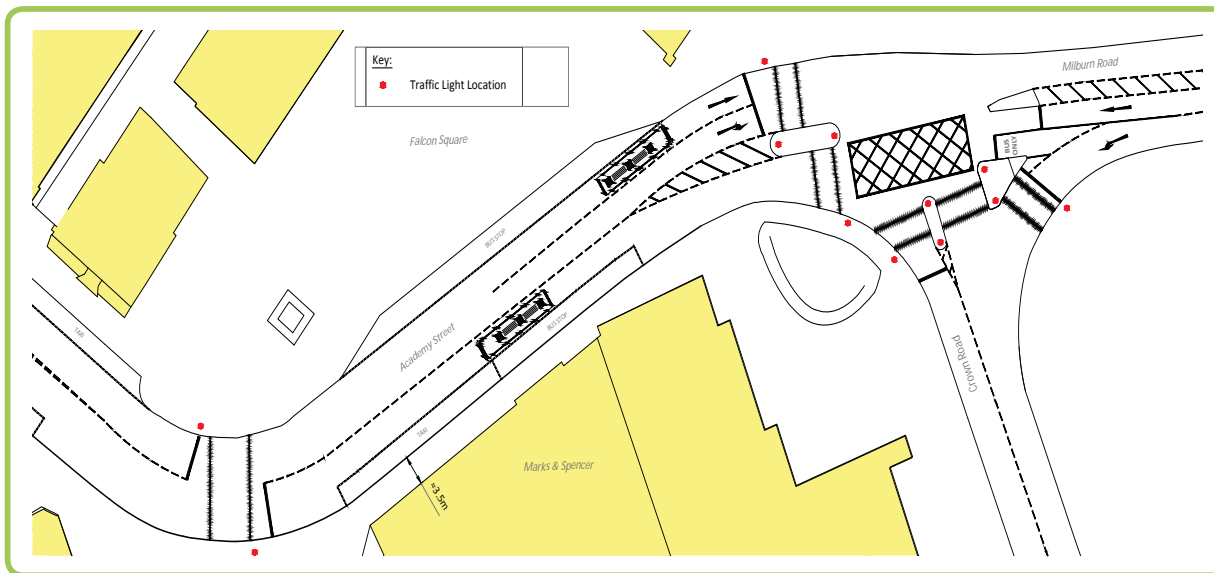 Key:
Traffic Light Location
Milburn Road
Falcon Square
BUS ONLY
BUS STOP
TAXI
Academy Street
BUS STOP
Crown Road
TAXI
Marks & Spencer
≈3.5m